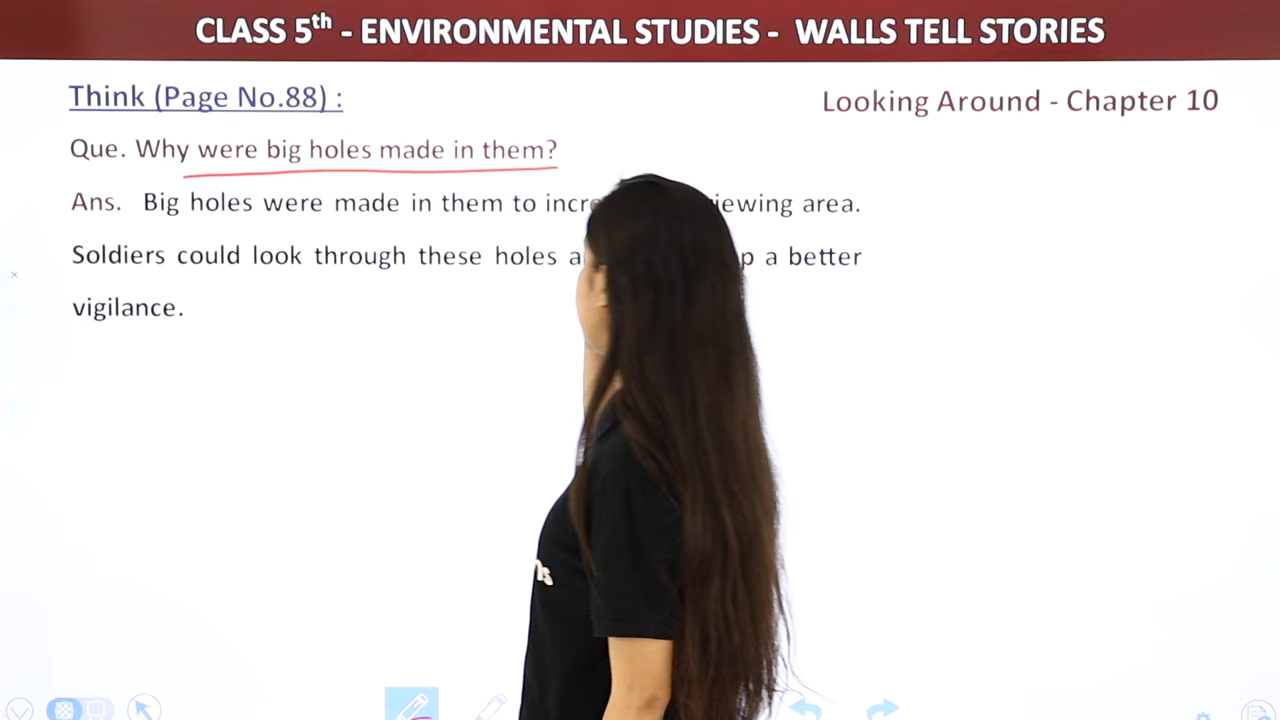 CLASS 5th - ENVIRONMENTAL STUDIES - WALLS TELL STORIES
Think (Page No.88) :
Looking Around - Chapter 10
Que. Why were big holes made in them?
Ans. Big holes were made in them to area.
Soldiers could look through these holes a better
vigilance.